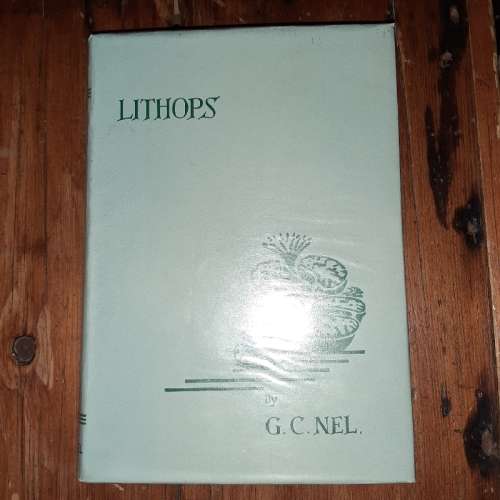 LITHOPS
by
G. C. NEL.